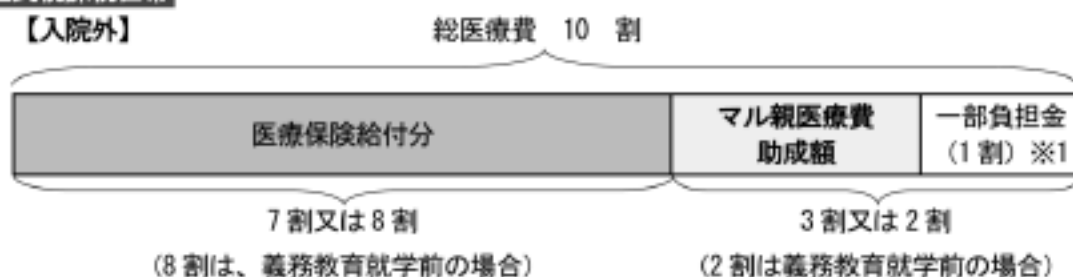 【入院外】
総医療費 10 割
医療保険給付分
マル親医療費
助成額
一部負担金
(1割)※1
7割又は8割
(8割は、義務教育就学前の場合)
3割又は2割
(2割は義務教育就学前の場合)